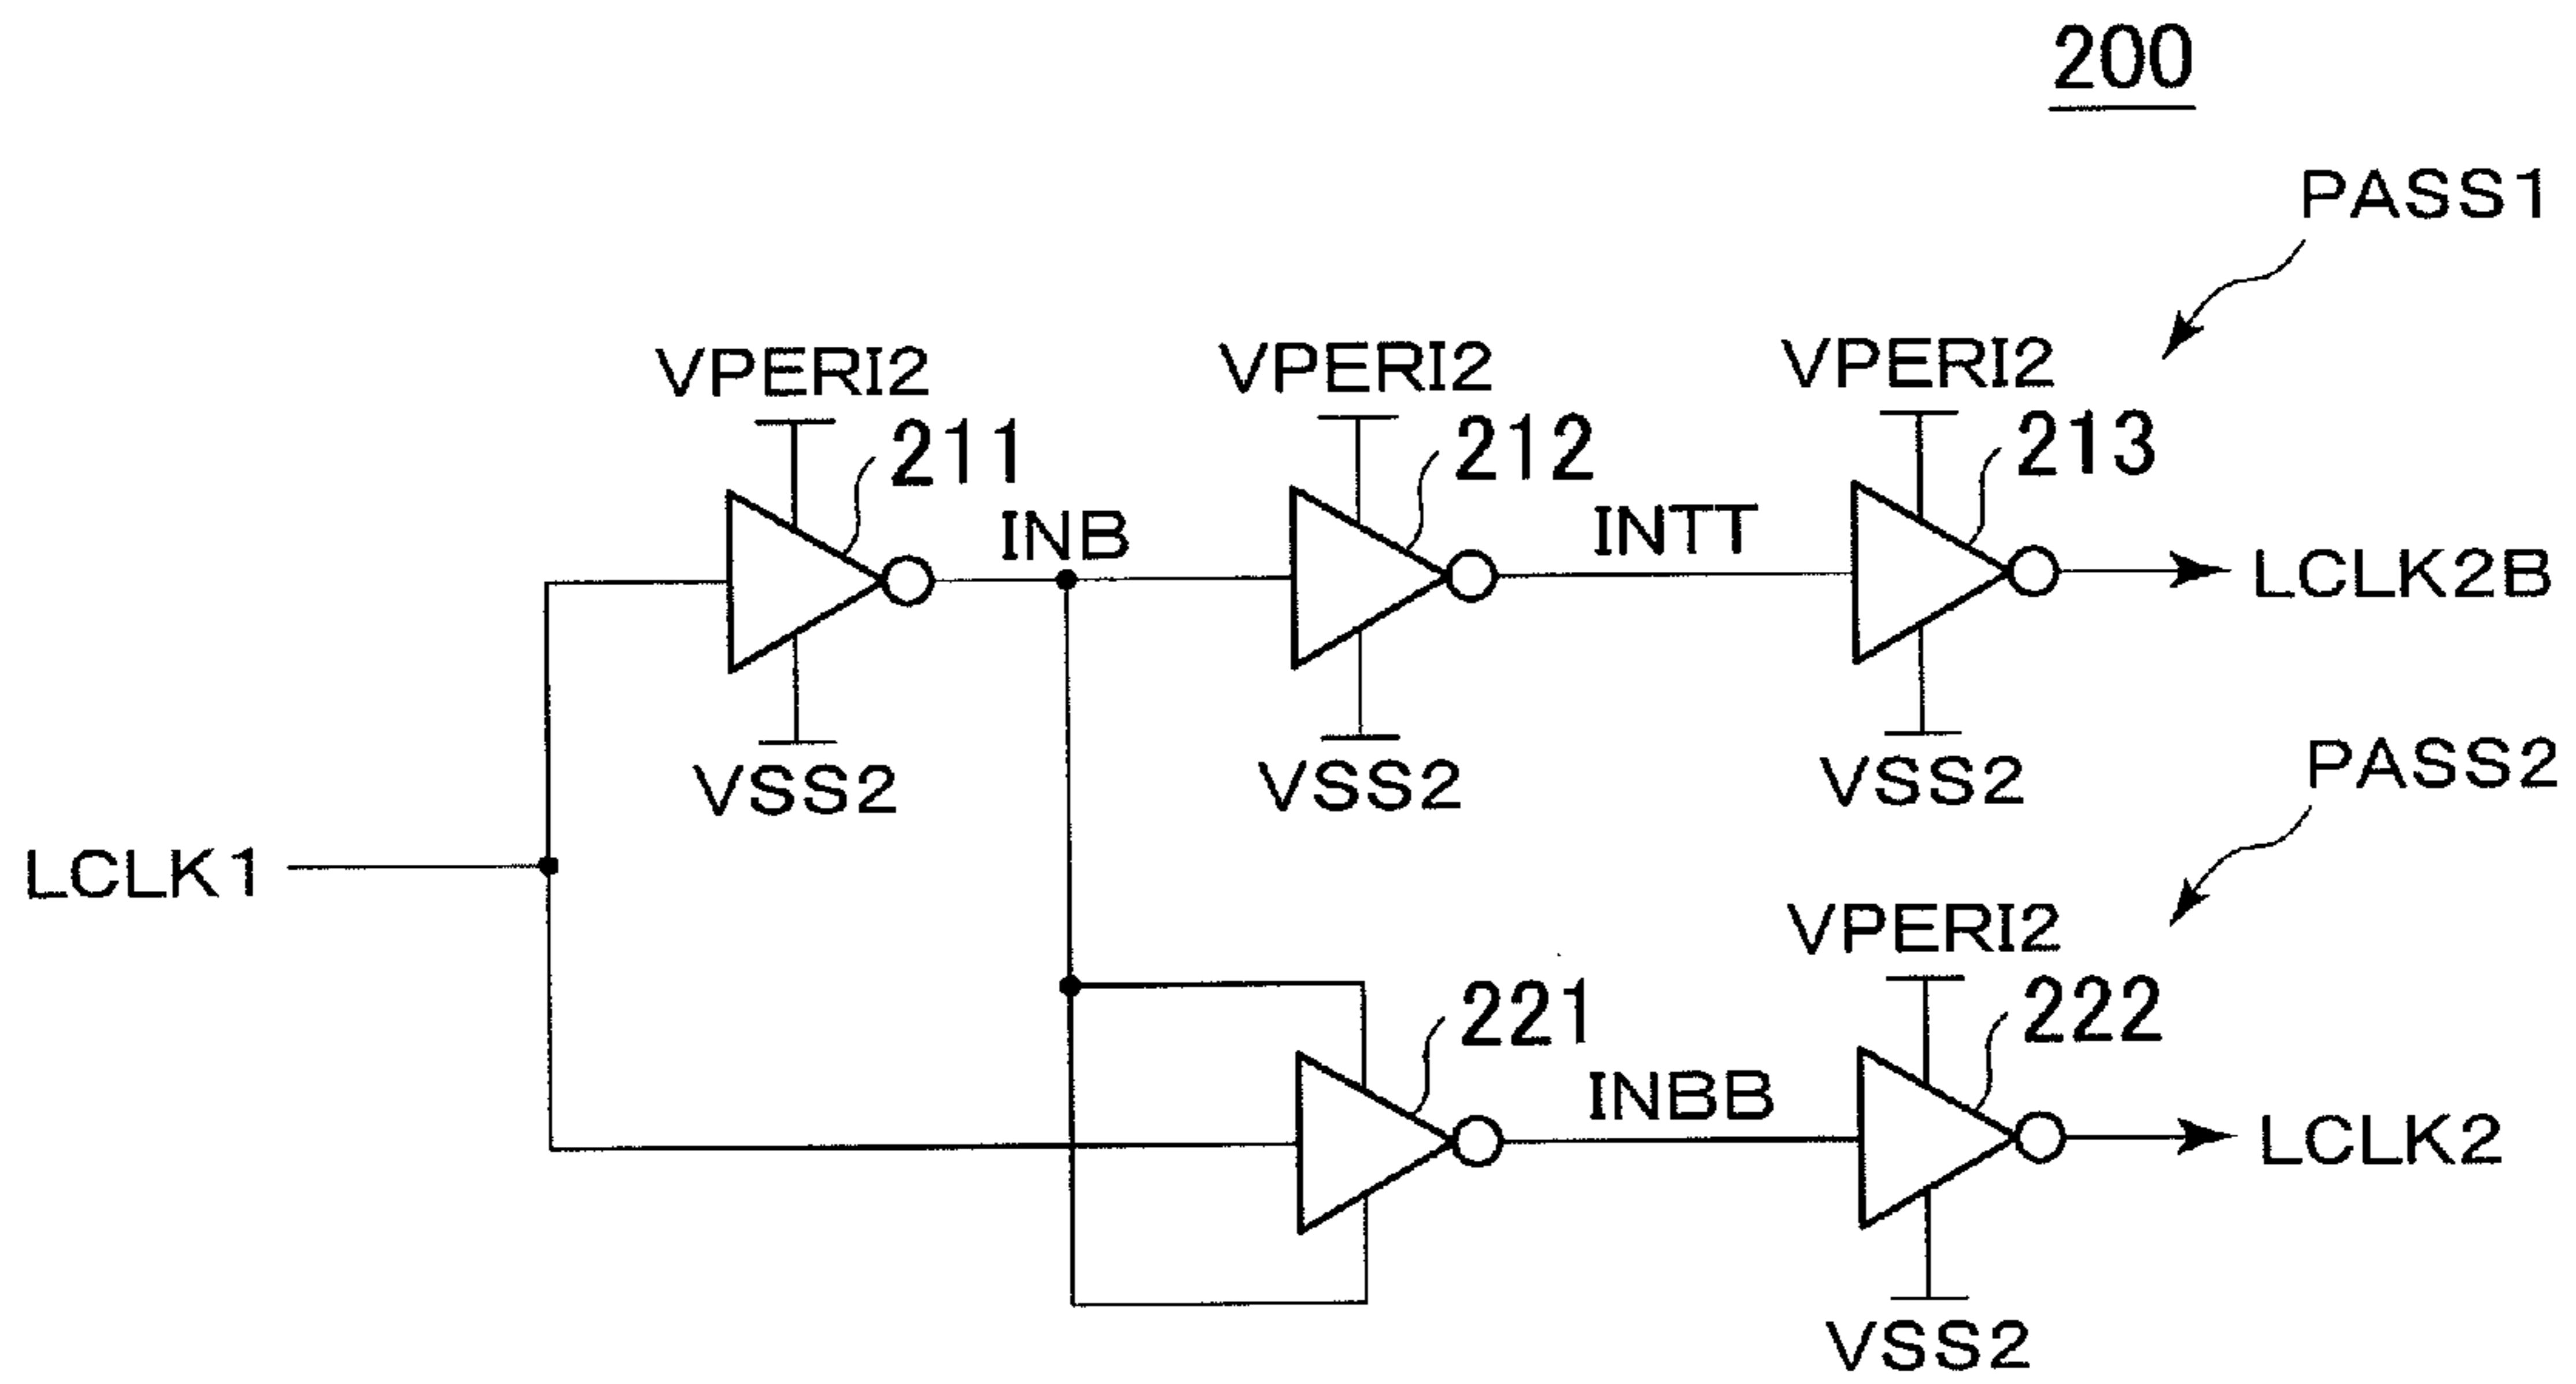 200
PASS1
VPERI2
VPERI2
VPERI2
211
212
213
INB
INTT
LCLK2B
VSS2
VSS2
VSS2
PASS2
LCLK1
VPERI2
221
222
INBB
LCLK2
VSS2